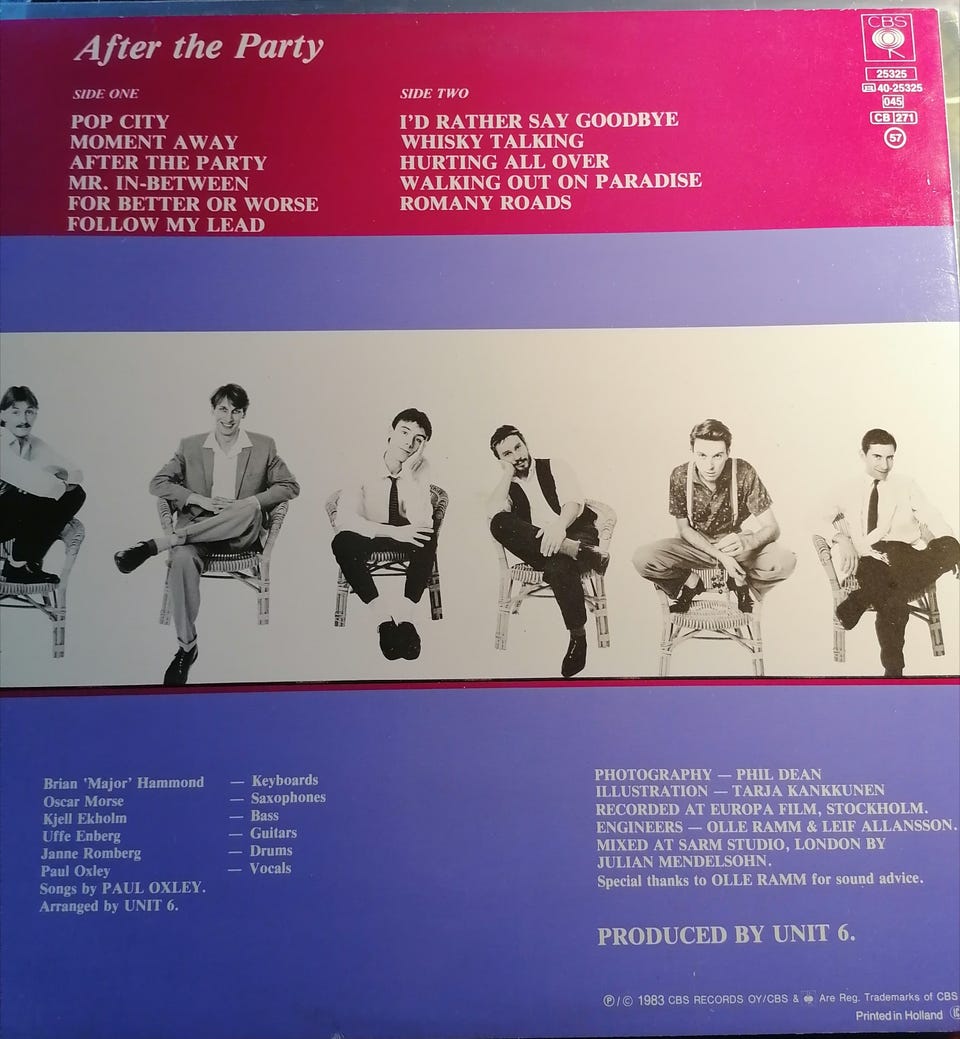 After the Party
SIDE ONE
POP CITY
MOMENT AWAY
AFTER THE PARTY
MR. IN-BETWEEN
FOR BETTER OR WORSE
FOLLOW MY LEAD
SIDE TWO
I'D RATHER SAY GOODBYE
WHISKY TALKING
HURTING ALL OVER
WALKING OUT ON PARADISE
ROMANY ROADS
CBS
25325
40-25325
045
CB 271
57
Brian 'Major' Hammond — Keyboards
Oscar Morse — Saxophones
Kjell Ekholm — Bass
Uffe Enberg — Guitars
Janne Romberg — Drums
Paul Oxley — Vocals
Songs by PAUL OXLEY.
Arranged by UNIT 6.
PHOTOGRAPHY — PHIL DEAN
ILLUSTRATION — TARJA KANKKUNEN
RECORDED AT EUROPA FILM, STOCKHOLM.
ENGINEERS — OLLE RAMM & LEIF ALLANSSON.
MIXED AT SARM STUDIO, LONDON BY
JULIAN MENDELSOHN.
Special thanks to OLLE RAMM for sound advice.
PRODUCED BY UNIT 6.
℗/© 1983 CBS RECORDS OY/CBS & Are Reg. Trademarks of CBS
Printed in Holland